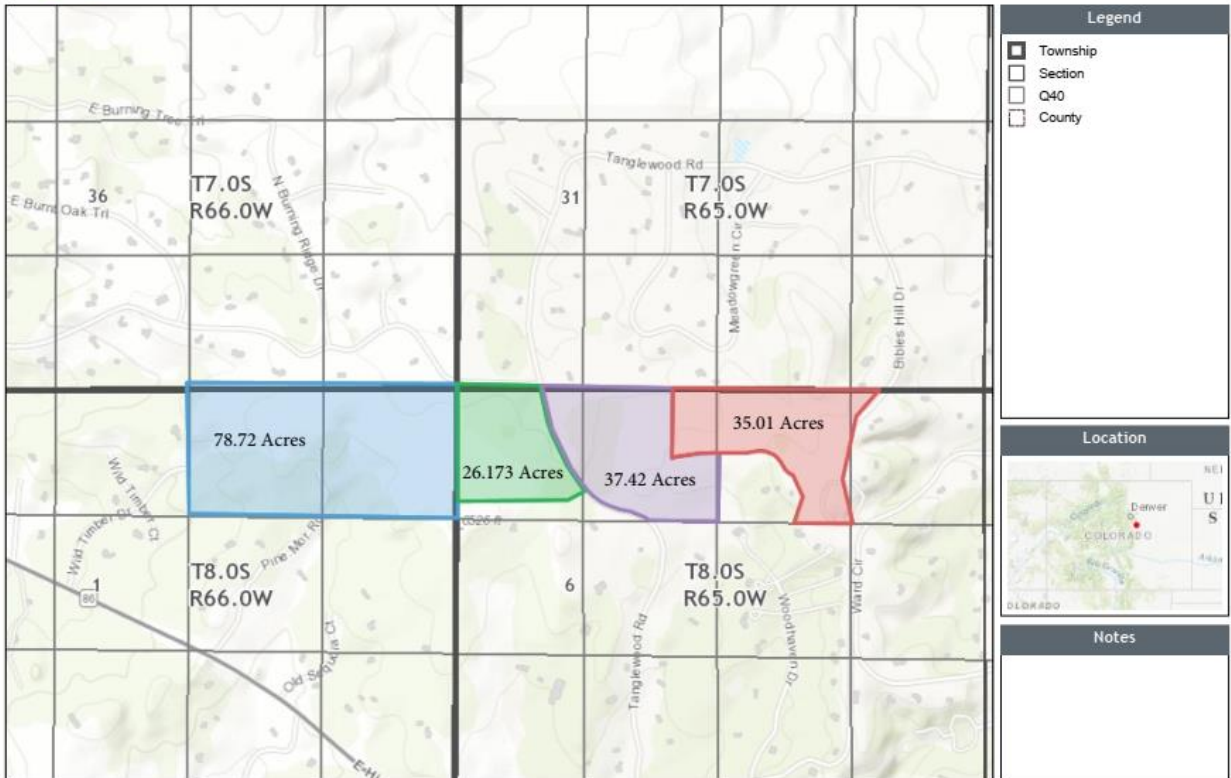 Legend
Township
Section
Q40
County
E Burning Tree Trl
36
T7.0S
R66.0W
E Burnt Oak Trl
N Burning Ridge Dr
31
Tanglewood Rd
T7.0S
R65.0W
Meadowgreen Cir
Bibles Hill Dr
78.72 Acres
26.173 Acres
37.42 Acres
35.01 Acres
Wild Timber Ct
Wild Timber Ct
Pine Mor Rd
1
86
T8.0S
R66.0W
Old Sequoia Ct
6
T8.0S
R65.0W
Tanglewood Rd
Woodhaven Dr
Ward Cir
Location
Denver
COLORADO
Notes